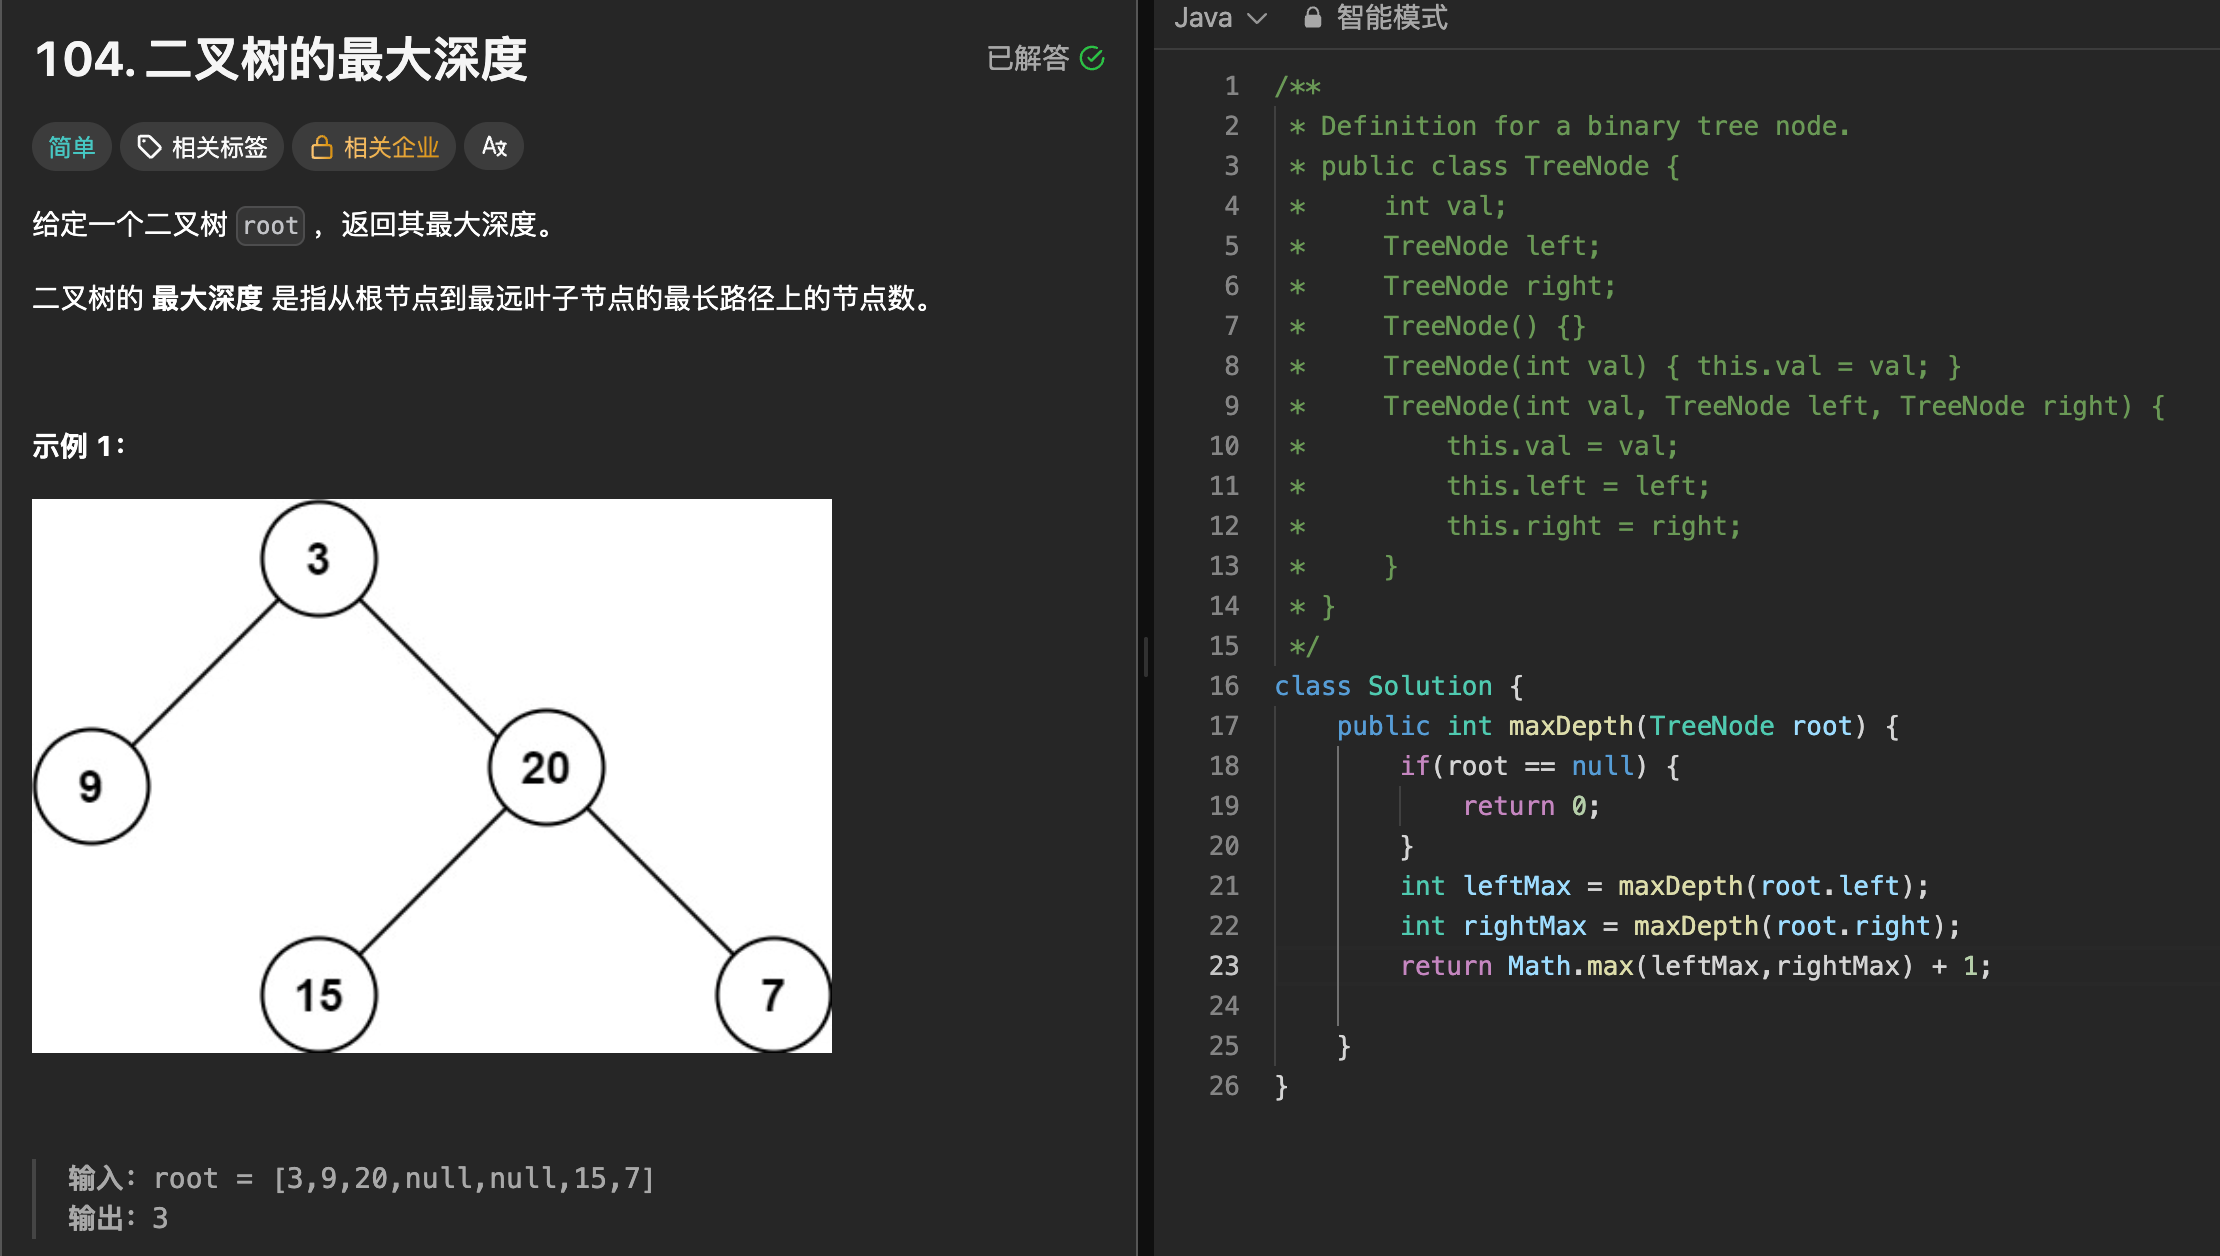 104. 二叉树的最大深度
已解答
简单 相关标签 相关企业 Ax
给定一个二叉树 root ，返回其最大深度。
二叉树的 最大深度 是指从根节点到最远叶子节点的最长路径上的节点数。
示例 1：
3
9
20
15
7
输入：root = [3,9,20,null,null,15,7]
输出：3
Java 智能模式
1 /**
2  * Definition for a binary tree node.
3  * public class TreeNode {
4  *     int val;
5  *     TreeNode left;
6  *     TreeNode right;
7  *     TreeNode() {}
8  *     TreeNode(int val) { this.val = val; }
9  *     TreeNode(int val, TreeNode left, TreeNode right) {
10  *         this.val = val;
11  *         this.left = left;
12  *         this.right = right;
13  *     }
14  * }
15  */
16 class Solution {
17     public int maxDepth(TreeNode root) {
18         if(root == null) {
19             return 0;
20         }
21         int leftMax = maxDepth(root.left);
22         int rightMax = maxDepth(root.right);
23         return Math.max(leftMax,rightMax) + 1;
24
25     }
26 }